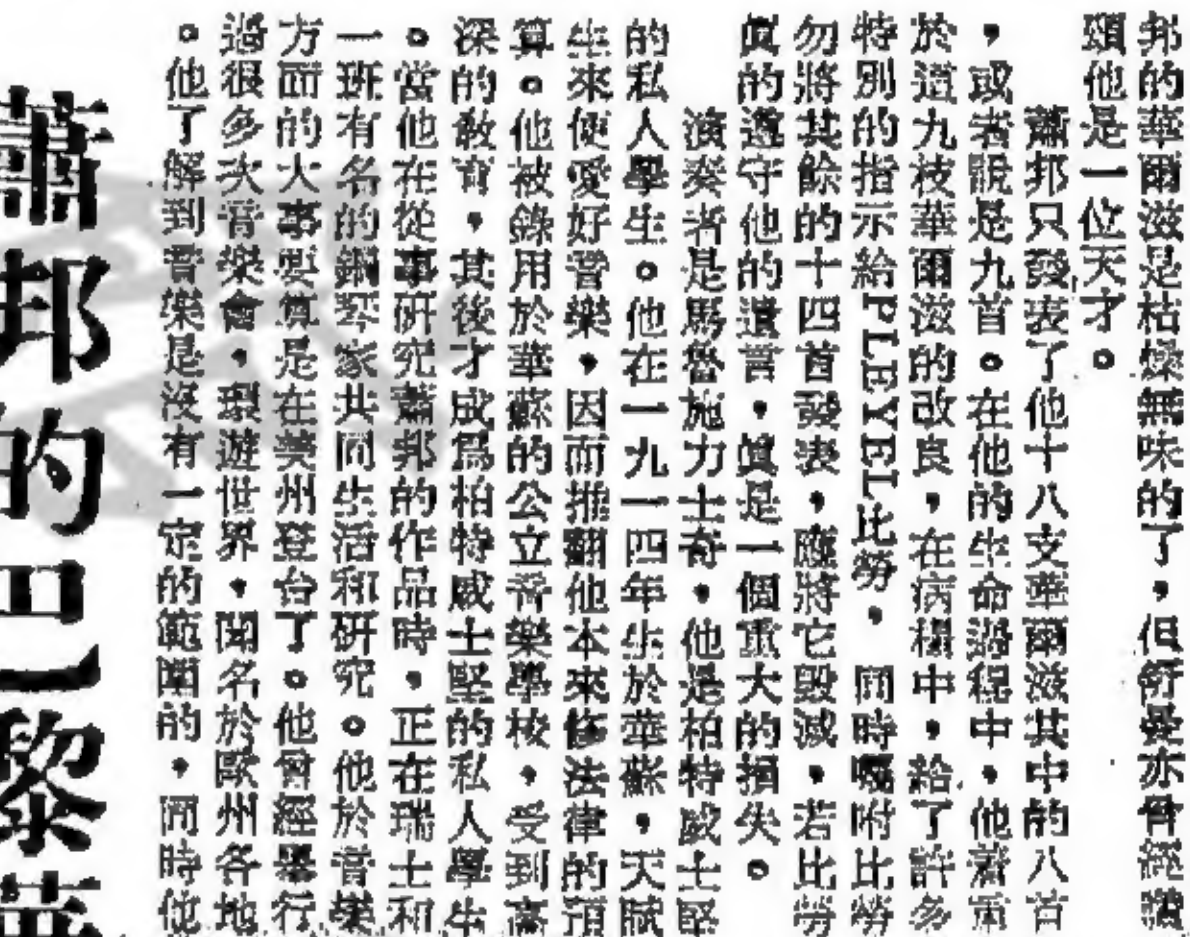 邦的華爾滋是枯燥無味的了，但舒曼亦曾經讚
頌他是一位天才。
蕭邦只發表了他十八支華爾滋其中的八首
，或者說是九首。在他的生命過程中，他着重
於這九枝華爾滋的改良，在病榻中，給了許多
特別的指示給PLEYEL比勞，同時囑咐比勞
勿將其餘的十四首發表，應將它毀滅，若比勞
眞的遵守他的遺言，眞是一個重大的損失。
演奏者是馬魯施力士奇，他是柏特威士堅
的私人學生。他在一九一四年生於華蘇，天賦
生來便愛好音樂，因而推翻他本來修法律的預
算。他被錄用於華蘇的公立音樂學校，受到高
深的敎育，其後才成爲柏特威士堅的私人學生
。當他在從事研究蕭邦的作品時，正在瑞士和
一班有名的鋼琴家共同生活和研究。他於音樂
方面的大事要算是在美州登台了。他曾經舉行
過很多次音樂會，環遊世界，聞名於歐州各地
。他了解到音樂是沒有一定的範圍的，同時他
蕭邦的巴黎華